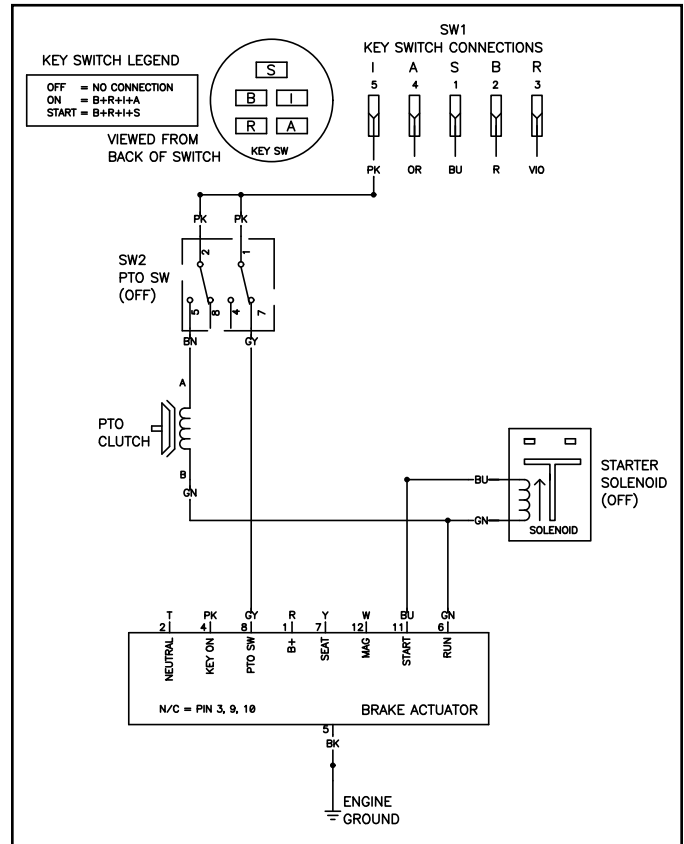 SW1
KEY SWITCH CONNECTIONS
I A S B R
5 4 1 2 3
PK OR BU R VIO
KEY SWITCH LEGEND
OFF = NO CONNECTION
ON = B+R+I+A
START = B+R+I+S
VIEWED FROM
BACK OF SWITCH
S
B I
R A
KEY SW
PK PK
SW2
PTO SW
(OFF)
2 1
5 8 4 7
BN GY
A
PTO
CLUTCH
B
GN
BU
GN
SOLENOID
STARTER
SOLENOID
(OFF)
T PK GY R Y W BU GN
2 4 8 1 7 12 11 6
NEUTRAL
KEY ON
PTO SW
B+
SEAT
MAG
START
RUN
N/C = PIN 3, 9, 10
BRAKE ACTUATOR
5
BK
ENGINE
GROUND